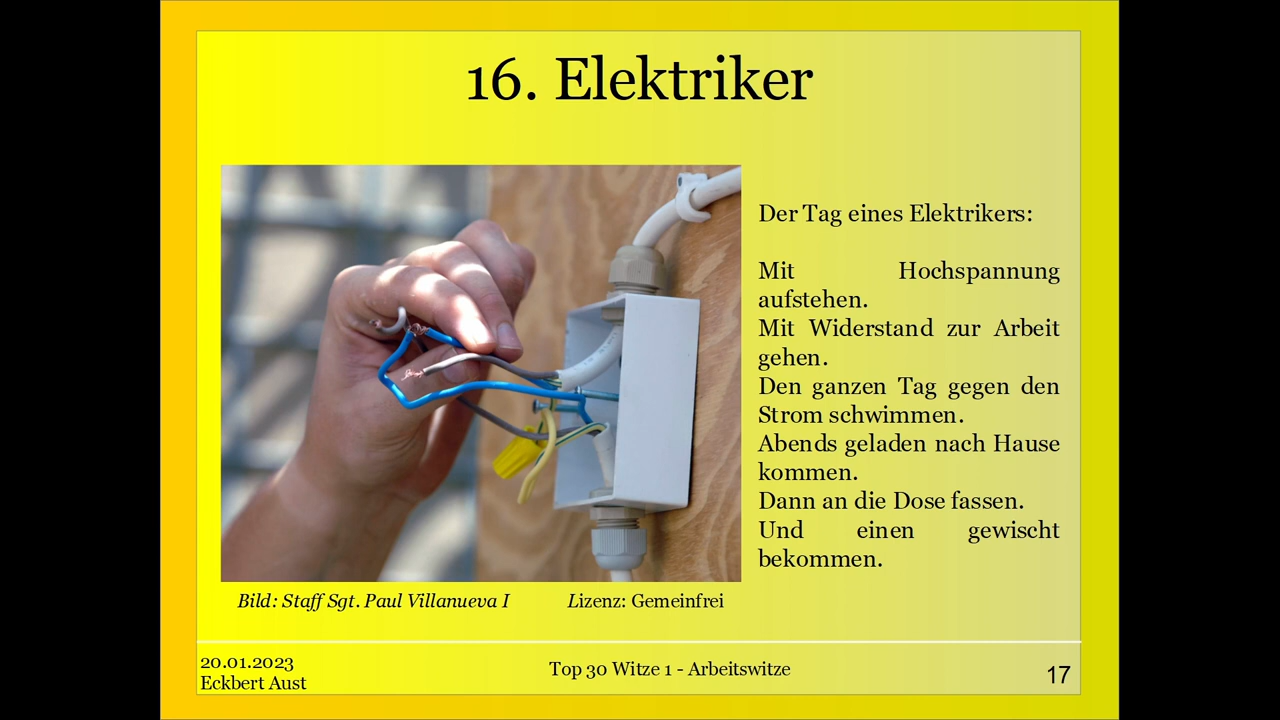 16. Elektriker
Der Tag eines Elektrikers:
Mit Hochspannung
aufstehen.
Mit Widerstand zur Arbeit
gehen.
Den ganzen Tag gegen den
Strom schwimmen.
Abends geladen nach Hause
kommen.
Dann an die Dose fassen.
Und einen gewischt
bekommen.
Bild: Staff Sgt. Paul Villanueva I Lizenz: Gemeinfrei
20.01.2023
Eckbert Aust
Top 30 Witze 1 - Arbeitswitze
17